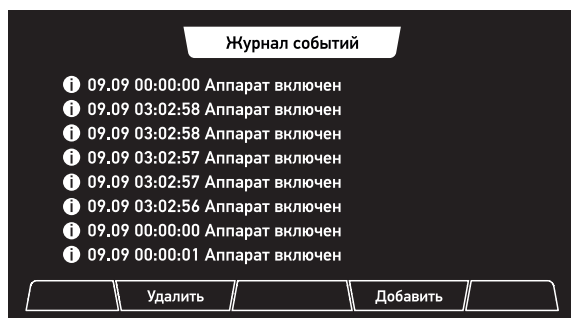 Журнал событий
i 09.09 00:00:00 Аппарат включен
i 09.09 03:02:58 Аппарат включен
i 09.09 03:02:58 Аппарат включен
i 09.09 03:02:57 Аппарат включен
i 09.09 03:02:57 Аппарат включен
i 09.09 03:02:56 Аппарат включен
i 09.09 00:00:00 Аппарат включен
i 09.09 00:00:01 Аппарат включен
Удалить Добавить